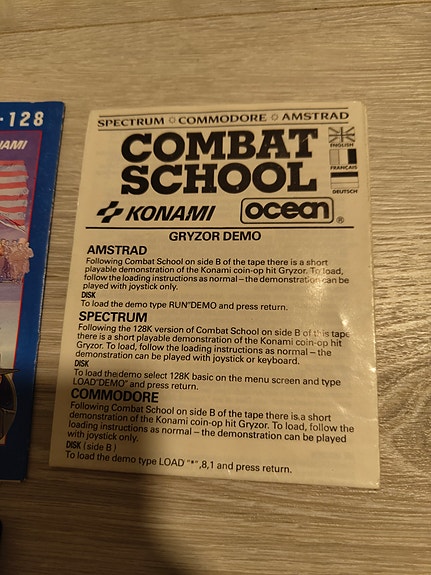 ·128
NAMI
SPECTRUM ☼ COMMODORE ☼ AMSTRAD
COMBAT
SCHOOL
ENGLISH
FRANÇAIS
DEUTSCH
KONAMI
ocean ®
GRYZOR DEMO
AMSTRAD
Following Combat School on side B of the tape there is a short
playable demonstration of the Konami coin-op hit Gryzor. To load,
follow the loading instructions as normal – the demonstration can be
played with joystick only.
DISK
To load the demo type RUN"DEMO and press return.
SPECTRUM
Following the 128K version of Combat School on side B of this tape
there is a short playable demonstration of the Konami coin-op hit
Gryzor. To load, follow the loading instructions as normal – the
demonstration can be played with joystick or keyboard.
DISK
To load the demo select 128K basic on the menu screen and type
LOAD"DEMO" and press return.
COMMODORE
Following Combat School on side B of the tape there is a short
demonstration of the Konami coin-op hit Gryzor. To load, follow the
loading instructions as normal – the demonstration can be played
with joystick only.
DISK (side B)
To load the demo type LOAD "*",8,1 and press return.